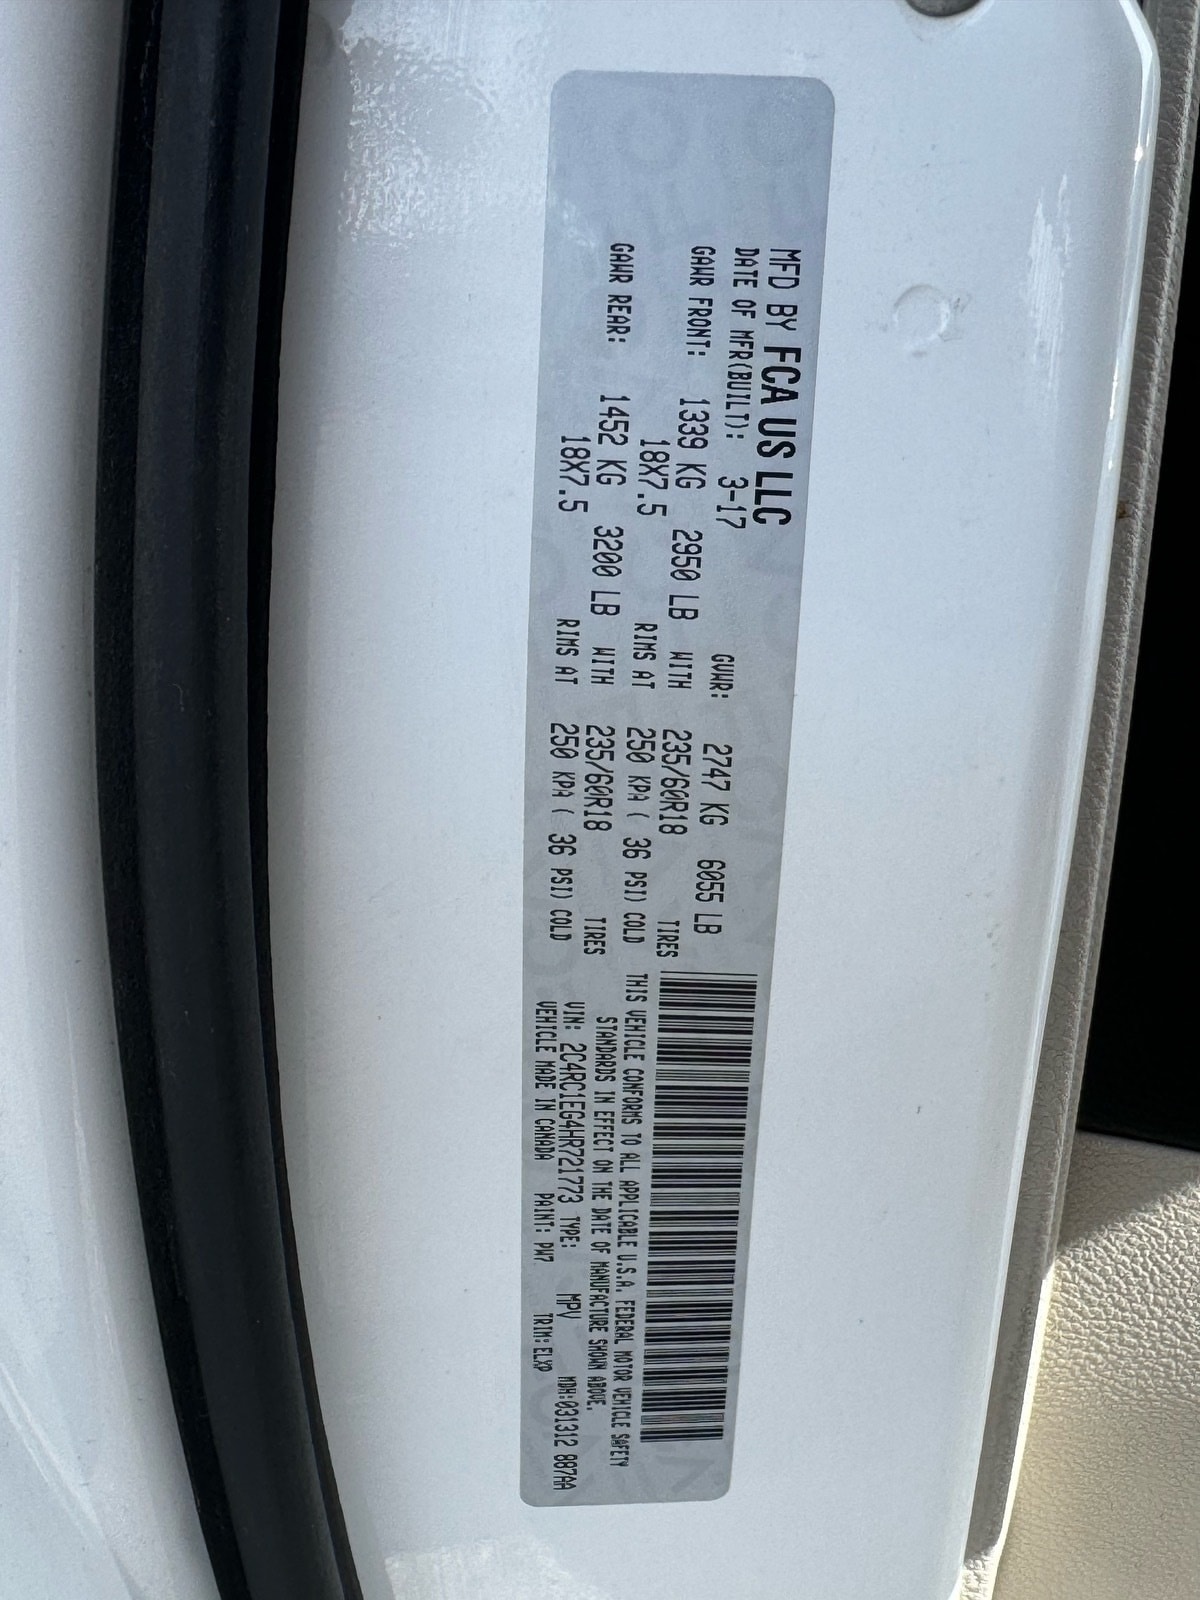 MFD BY FCA US LLC
DATE OF MFR(BUILT): 3-17 GVWR: 2747 KG 6055 LB
GAWR FRONT: 1339 KG 2950 LB WITH 235/60R18 TIRES
18X7.5 RIMS AT 250 KPA ( 36 PSI) COLD
GAWR REAR: 1452 KG 3200 LB WITH 235/60R18 TIRES
18X7.5 RIMS AT 250 KPA ( 36 PSI) COLD
THIS VEHICLE CONFORMS TO ALL APPLICABLE U.S.A. FEDERAL MOTOR VEHICLE SAFETY
STANDARDS IN EFFECT ON THE DATE OF MANUFACTURE SHOWN ABOVE.
VIN: 2C4RC1EG4HR721773 TYPE: MPV MDH:031312 887AA
VEHICLE MADE IN CANADA PAINT: PW7 TRIM:ELXP